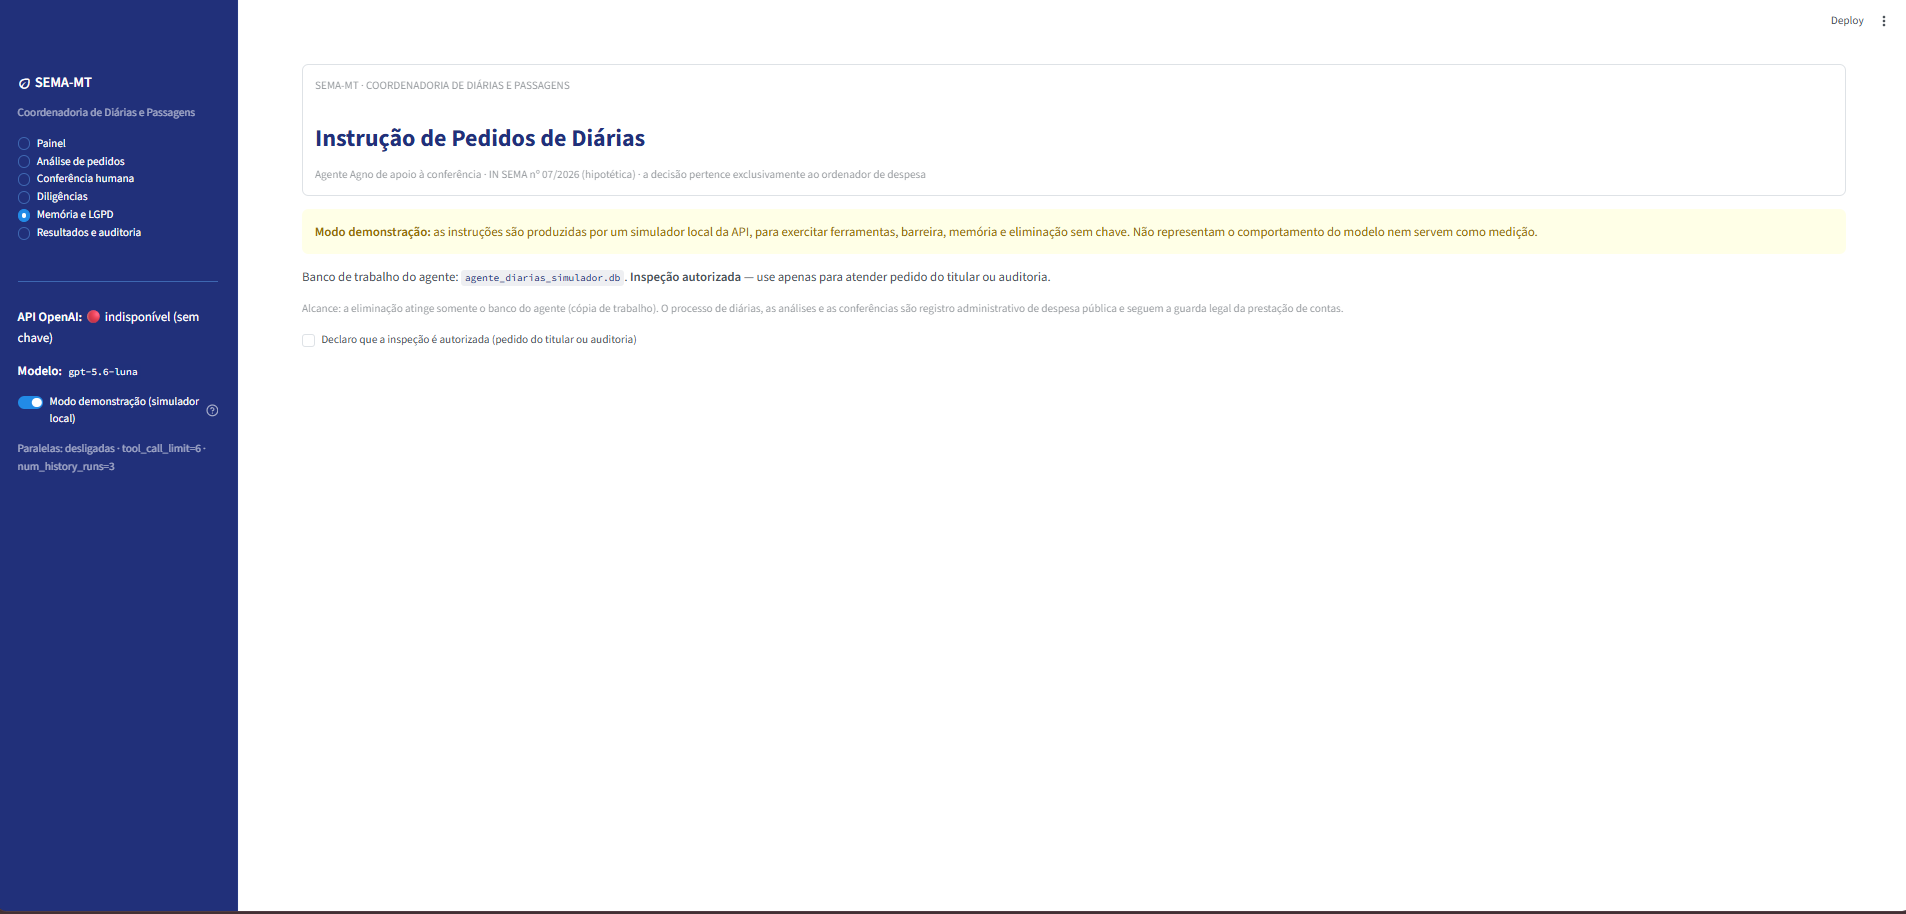 Deploy
SEMA-MT
Coordenadoria de Diárias e Passagens
Painel
Análise de pedidos
Conferência humana
Diligências
Memória e LGPD
Resultados e auditoria
API OpenAI: 🔴 indisponível (sem
chave)
Modelo: gpt-5.6-luna
Modo demonstração (simulador
local)
Paralelas: desligadas · tool_call_limit=6 ·
num_history_runs=3
SEMA-MT · COORDENADORIA DE DIÁRIAS E PASSAGENS
Instrução de Pedidos de Diárias
Agente Agno de apoio à conferência · IN SEMA nº 07/2026 (hipotética) · a decisão pertence exclusivamente ao ordenador de despesa
Modo demonstração: as instruções são produzidas por um simulador local da API, para exercitar ferramentas, barreira, memória e eliminação sem chave. Não representam o comportamento do modelo nem servem como medição.
Banco de trabalho do agente: agente_diarias_simulador.db. Inspeção autorizada — use apenas para atender pedido do titular ou auditoria.
Alcance: a eliminação atinge somente o banco do agente (cópia de trabalho). O processo de diárias, as análises e as conferências são registro administrativo de despesa pública e seguem a guarda legal da prestação de contas.
Declaro que a inspeção é autorizada (pedido do titular ou auditoria)